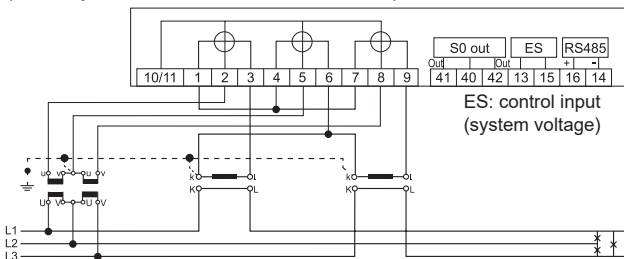 S0 out ES RS485
Out Out + -
10/11 1 2 3 4 5 6 7 8 9 41 40 42 13 15 16 14
ES: control input
(system voltage)
u v u v k l k l
U V U V K L K L
L1
L2
L3